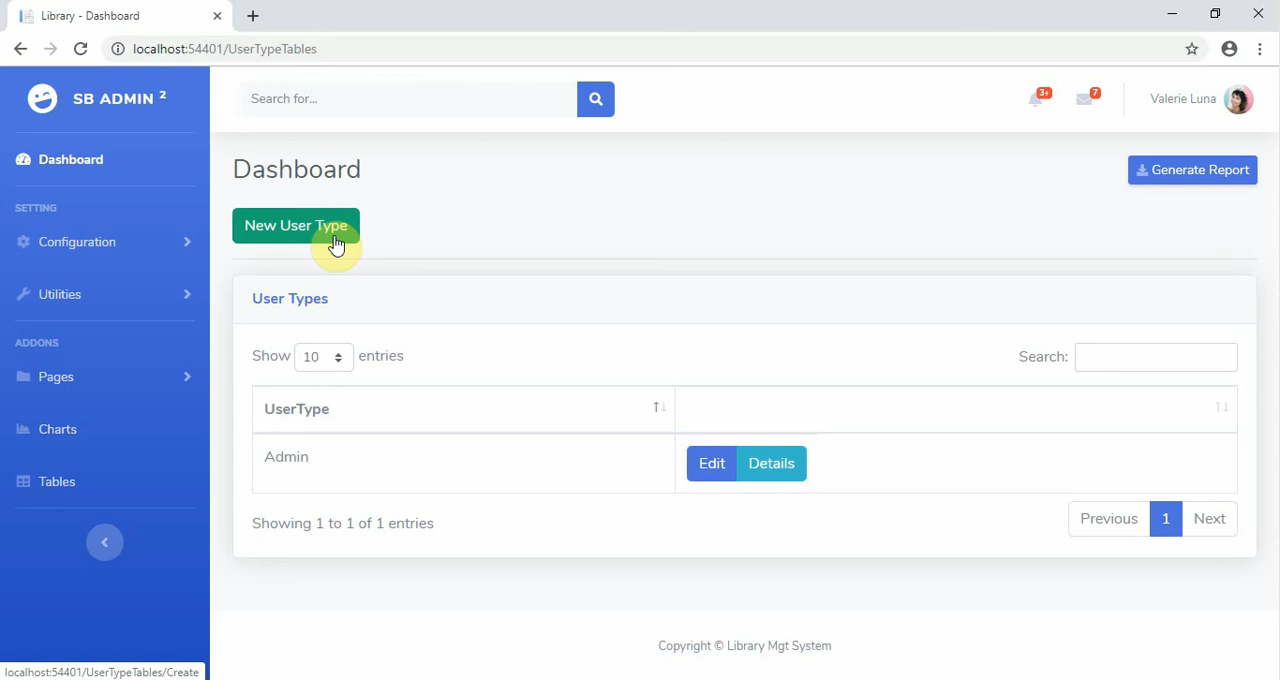 Library - Dashboard
localhost:54401/UserTypeTables
SB ADMIN 2
Search for...
3+
7
Valerie Luna
Dashboard
Dashboard
Generate Report
SETTING
New User Type
Configuration
Utilities
User Types
ADDONS
Show 10 entries
Search:
Pages
UserType
Charts
Admin
Edit
Details
Tables
Showing 1 to 1 of 1 entries
Previous 1 Next
Copyright © Library Mgt System
localhost:54401/UserTypeTables/Create